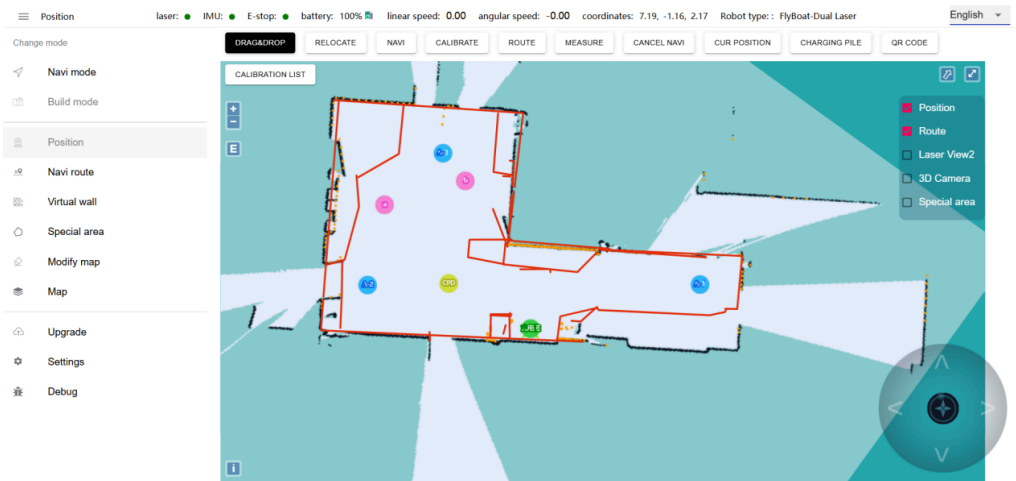 Position laser: IMU: E-stop: battery: 100% linear speed: 0.00 angular speed: -0.00 coordinates: 7.19, -1.16, 2.17 Robot type: : FlyBoat-Dual Laser English
Change mode
DRAG&DROP RELOCATE NAVI CALIBRATE ROUTE MEASURE CANCEL NAVI CUR POSITION CHARGING PILE QR CODE
Navi mode
Build mode
Position
Navi route
Virtual wall
Special area
Modify map
Map
Upgrade
Settings
Debug
CALIBRATION LIST
+
−
E
Position
Route
Laser View2
3D Camera
Special area
CPD
i